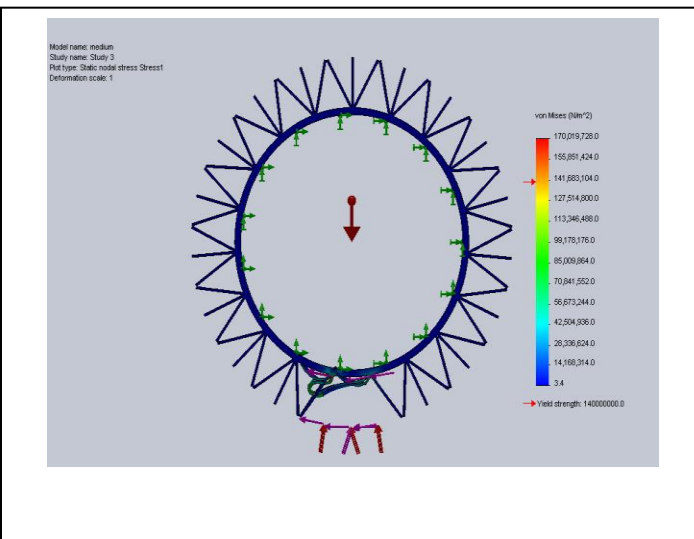 Model name: medium
Study name: Study 3
Plot type: Static nodal stress Stress1
Deformation scale: 1
von Mises (N/m^2)
170,019,728.0
155,851,424.0
141,683,104.0
127,514,800.0
113,346,488.0
99,178,176.0
85,009,864.0
70,841,552.0
56,673,244.0
42,504,936.0
28,336,624.0
14,168,314.0
3.4
Yield strength: 140000000.0